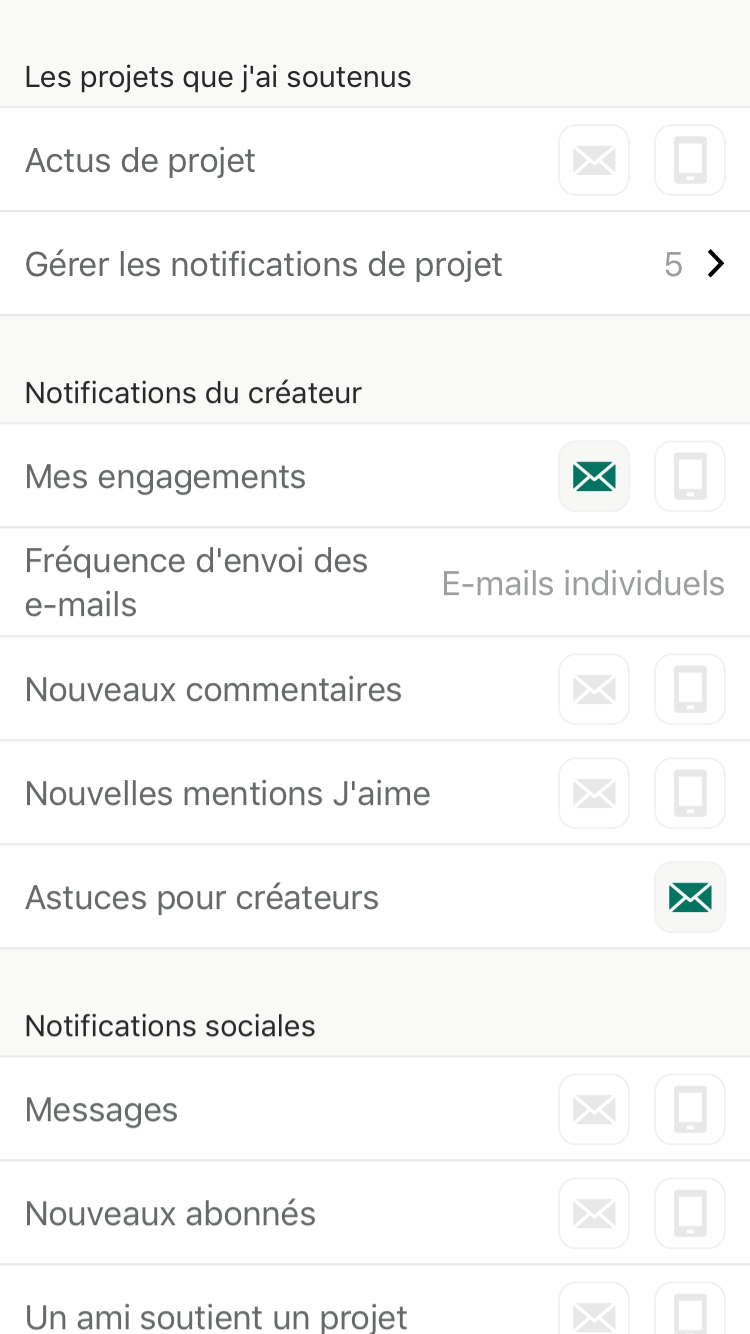 Les projets que j'ai soutenus
Actus de projet
Gérer les notifications de projet 5
Notifications du créateur
Mes engagements
Fréquence d'envoi des
e-mails
E-mails individuels
Nouveaux commentaires
Nouvelles mentions J'aime
Astuces pour créateurs
Notifications sociales
Messages
Nouveaux abonnés
Un ami soutient un projet